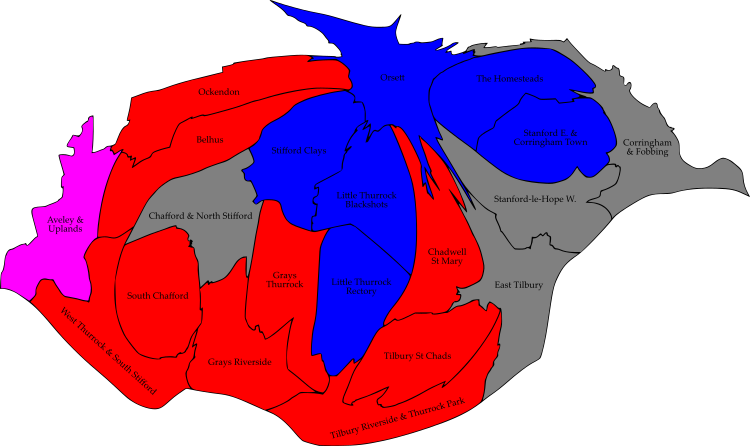 Orsett
The Homesteads
Ockendon
Belhus
Stifford Clays
Stanford E. &
Corringham Town
Corringham
& Fobbing
Little Thurrock
Blackshots
Stanford-le-Hope W.
Aveley &
Uplands
Chafford & North Stifford
Chadwell
St Mary
Grays
Thurrock
Little Thurrock
Rectory
East Tilbury
South Chafford
West Thurrock & South Stifford
Grays Riverside
Tilbury St Chads
Tilbury Riverside & Thurrock Park